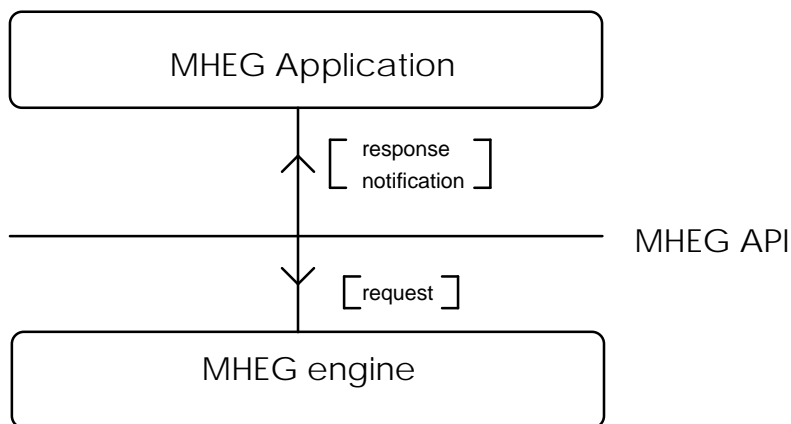 MHEG Application
response
notification
MHEG API
request
MHEG engine